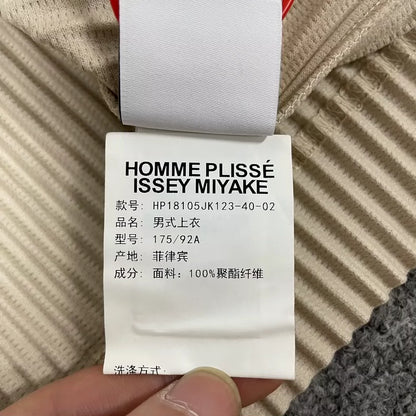 HOMME PLISSÉ
ISSEY MIYAKE
款号: HP18105JK123-40-02
品名: 男式上衣
型号: 175/92A
产地: 菲律宾
成分: 面料: 100%聚酯纤维
洗涤方式: